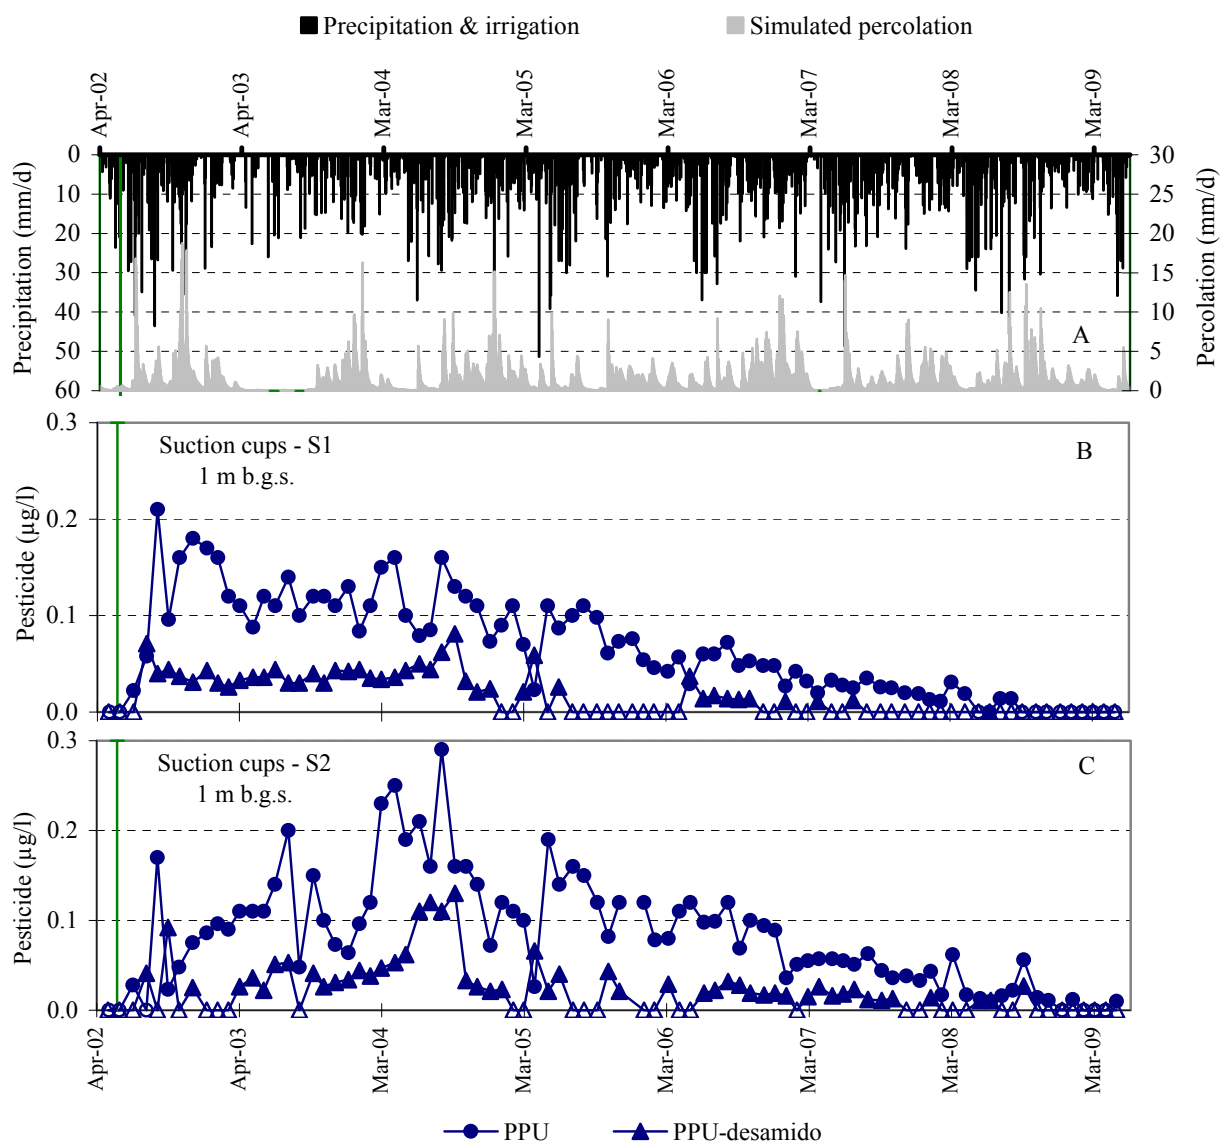 Precipitation & irrigation Simulated percolation
Apr-02 Apr-03 Mar-04 Mar-05 Mar-06 Mar-07 Mar-08 Mar-09
Precipitation (mm/d)
0
10
20
30
40
50
60
A
30
25
20
15
10
5
0
Percolation (mm/d)
Pesticide (µg/l)
0.3
0.2
0.1
0.0
Suction cups - S1
1 m b.g.s.
B
Pesticide (µg/l)
0.3
0.2
0.1
0.0
Suction cups - S2
1 m b.g.s.
C
Apr-02 Apr-03 Mar-04 Mar-05 Mar-06 Mar-07 Mar-08 Mar-09
PPU PPU-desamido